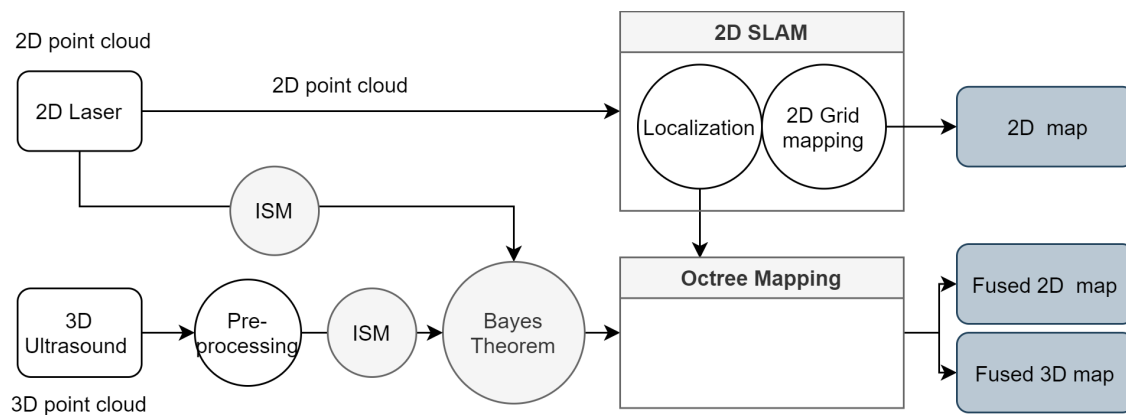 2D SLAM
2D point cloud
2D Laser
2D point cloud
Localization
2D Grid
mapping
2D  map
ISM
Octree Mapping
Fused 2D  map
3D
Ultrasound
Pre-
processing
ISM
Bayes
Theorem
Fused 3D map
3D point cloud